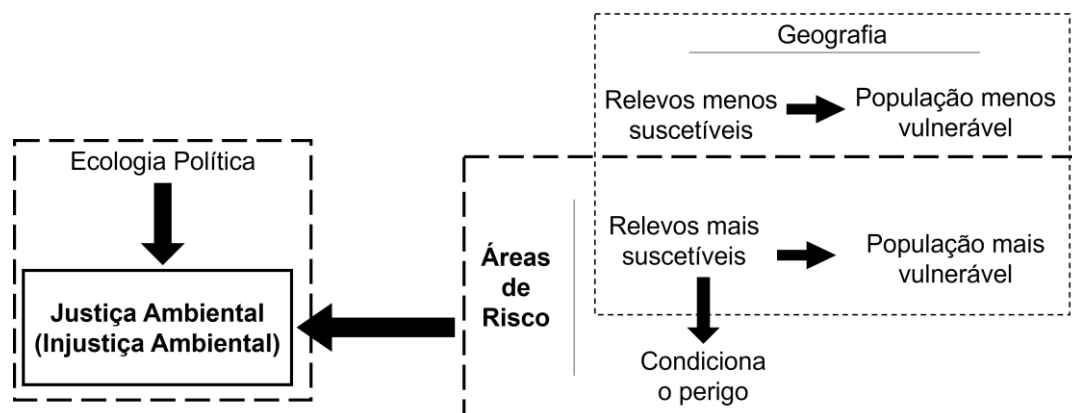 Geografia
Relevos menos
suscetíveis
População menos
vulnerável
Ecologia Política
Justiça Ambiental
(Injustiça Ambiental)
Áreas
de
Risco
Relevos mais
suscetíveis
População mais
vulnerável
Condiciona
o perigo